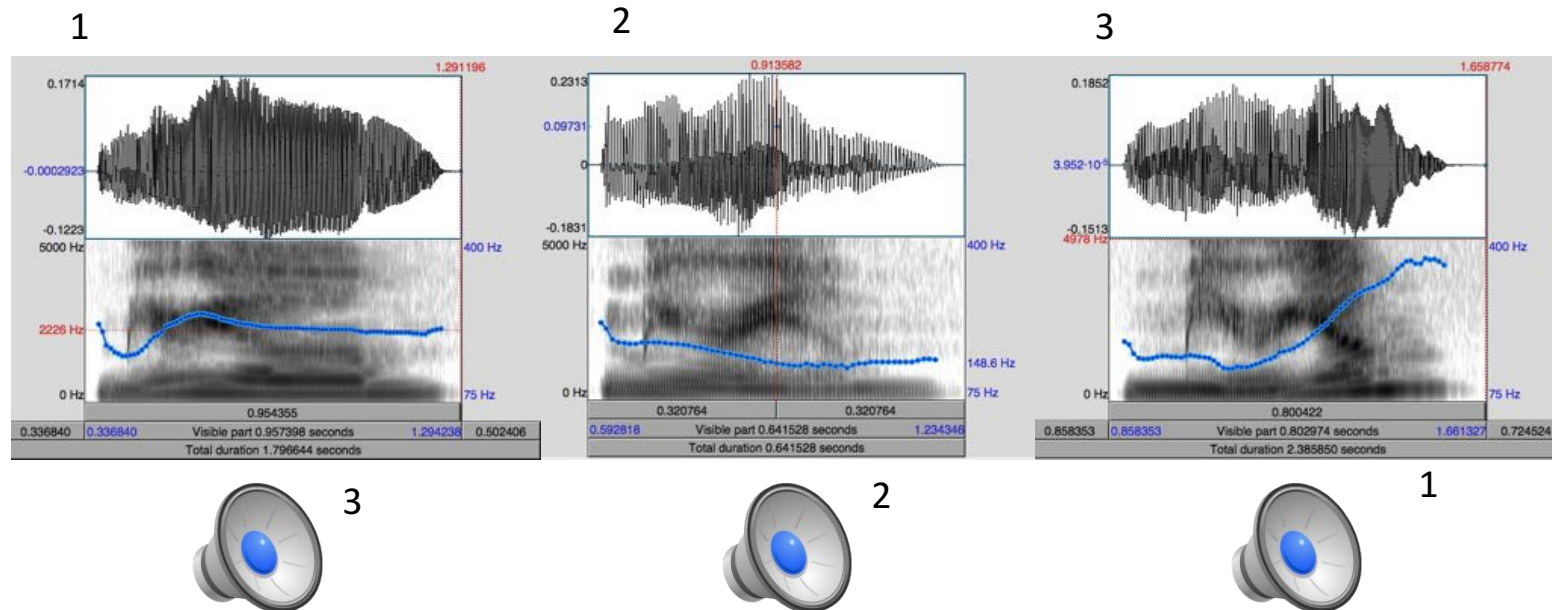 1
2
3
1.291196
0.1714
-0.0002923
-0.1223
5000 Hz
400 Hz
2226 Hz
0 Hz
75 Hz
0.954355
0.336840
0.336840 Visible part 0.957398 seconds 1.294238
0.502406
Total duration 1.796644 seconds
0.913582
0.2313
0.09731
0
-0.1831
5000 Hz
400 Hz
148.6 Hz
0 Hz
75 Hz
0.320764
0.320764
0.592818 Visible part 0.641528 seconds 1.234346
Total duration 0.641528 seconds
1.658774
0.1852
3.952·10⁻⁵
-0.1513
4978 Hz
400 Hz
0 Hz
75 Hz
0.800422
0.858353
0.858353 Visible part 0.802974 seconds 1.661327
0.724524
Total duration 2.385850 seconds
3
2
1